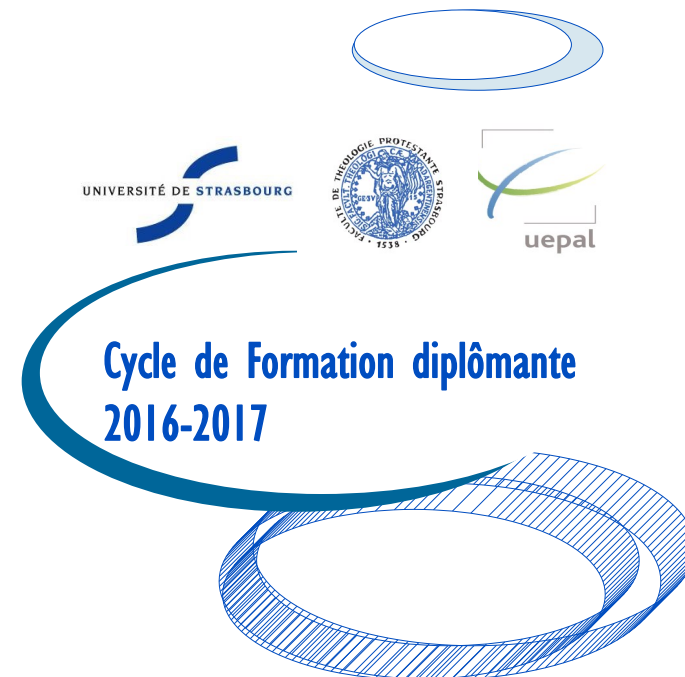 UNIVERSITÉ DE STRASBOURG
FACULTE DE THEOLOGIE PROTESTANTE STRASBOURG
1538
uepal
Cycle de Formation diplômante
2016-2017